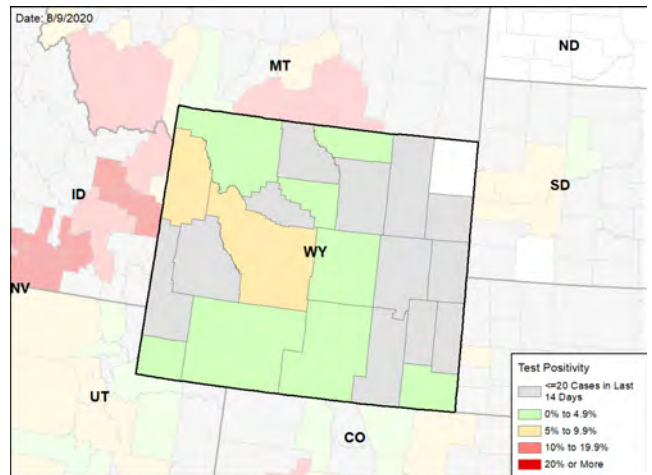 Date: 8/9/2020
ND
MT
ID
SD
WY
NV
UT
CO
Test Positivity
<=20 Cases in Last
14 Days
0% to 4.9%
5% to 9.9%
10% to 19.9%
20% or More